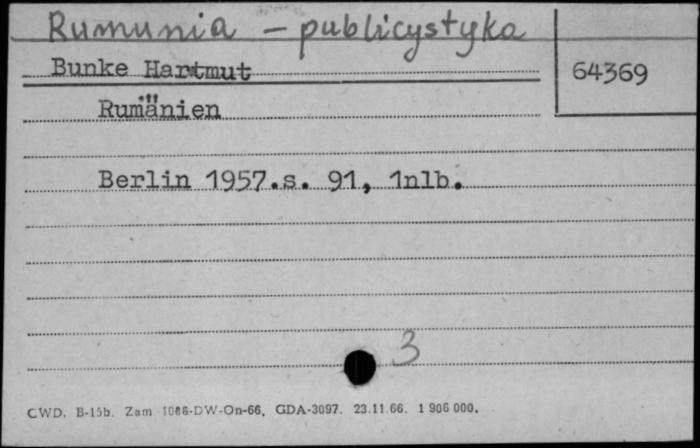 Rumunia – publicystyka
Bunke Hartmut
64369
Rumänien
Berlin 1957.s. 91, 1nlb.
3
CWD. B-15b. Zam 1066-DW-On-66. GDA-3097. 23.11.66. 1 906 000.